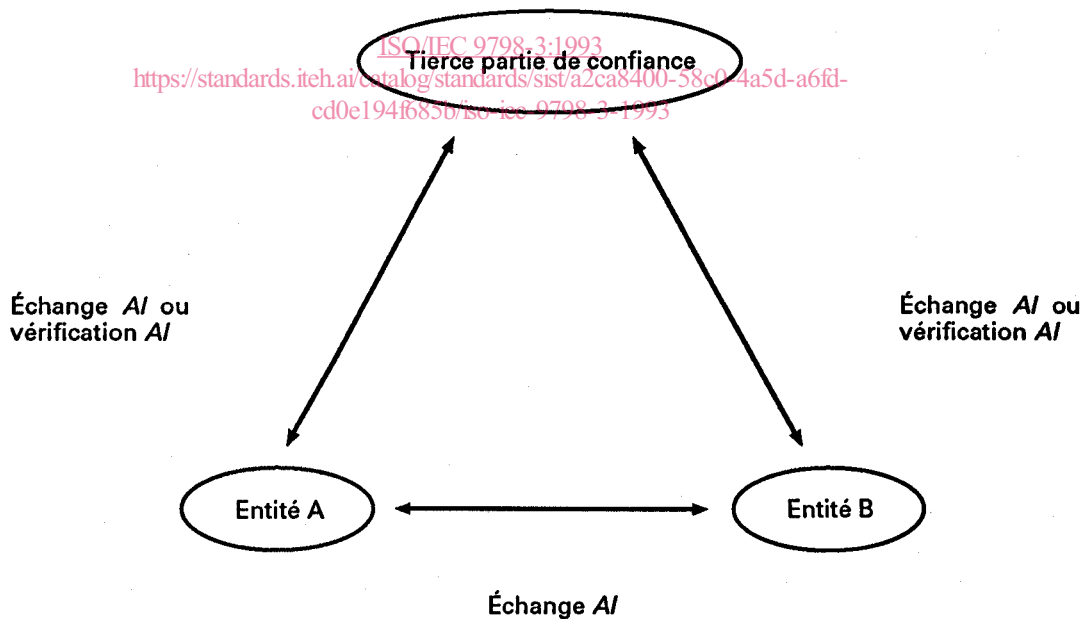 ISO/IEC 9798-3:1993
Tierce partie de confiance
https://standards.iteh.ai/catalog/standards/sist/a2ca8400-58c0-4a5d-a6fd-
cd0e194f685b/iso-iec-9798-3-1993
Échange AI ou
vérification AI
Échange AI ou
vérification AI
Entité A
Entité B
Échange AI